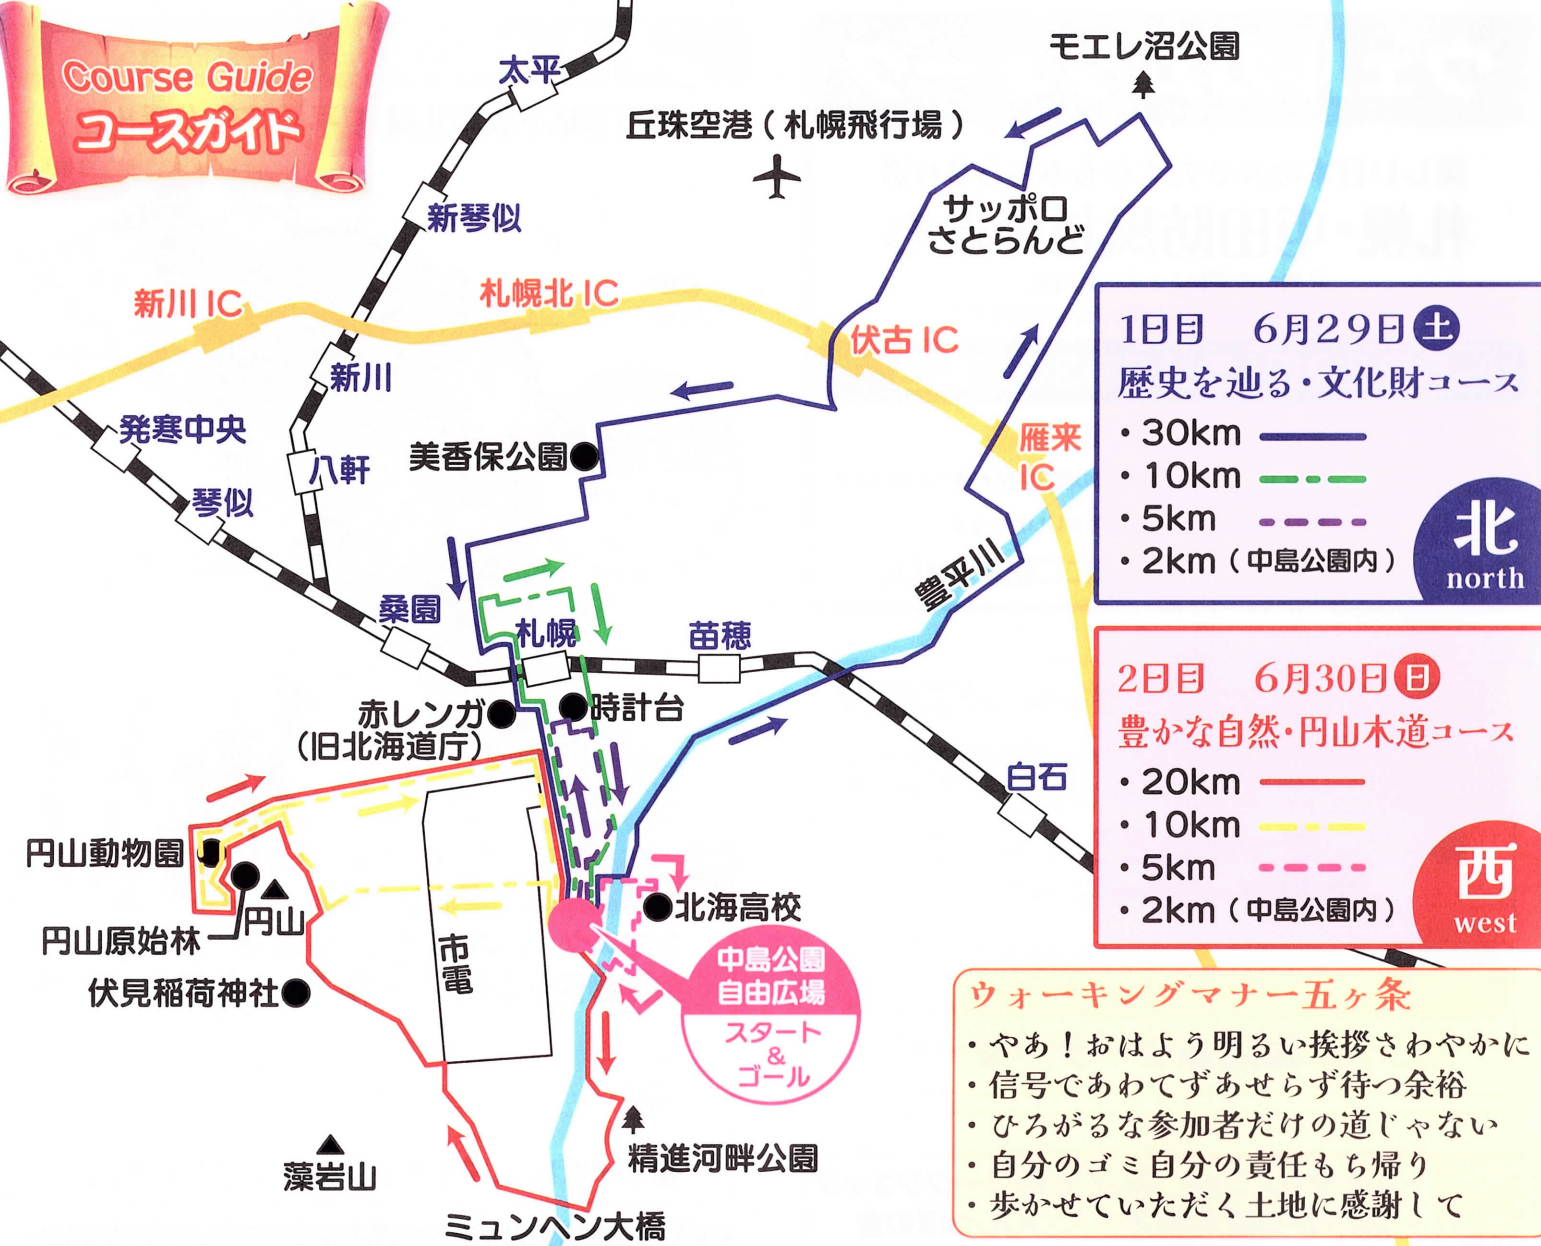 Course Guide
コースガイド
太平
モエレ沼公園
丘珠空港(札幌飛行場)
新琴似
サッポロ
さとらんど
新川IC
札幌北IC
伏古IC
新川
発寒中央
八軒
琴似
美香保公園
雁来
IC
豊平川
桑園
札幌
苗穂
赤レンガ
(旧北海道庁)
時計台
白石
円山動物園
円山
円山原始林
伏見稲荷神社
市電
北海高校
中島公園
自由広場
スタート
&
ゴール
藻岩山
精進河畔公園
ミュンヘン大橋
1日目 6月29日土
歴史を辿る・文化財コース
・30km
・10km
・5km
・2km(中島公園内)
北
north
2日目 6月30日日
豊かな自然・円山木道コース
・20km
・10km
・5km
・2km(中島公園内)
西
west
ウォーキングマナー五ヶ条
・やあ!おはよう明るい挨拶さわやかに
・信号であわてずあせらず待つ余裕
・ひろがるな参加者だけの道じゃない
・自分のゴミ自分の責任もち帰り
・歩かせていただく土地に感謝して